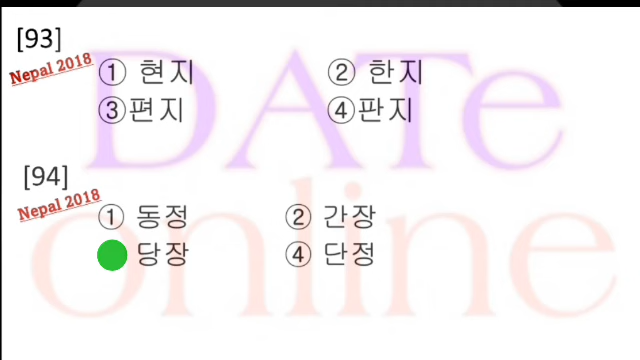 [93]
Nepal 2018
① 현지 ② 한지
③편지 ④판지
[94]
Nepal 2018
① 동정 ② 간장
당장 ④ 단정
DATe
online